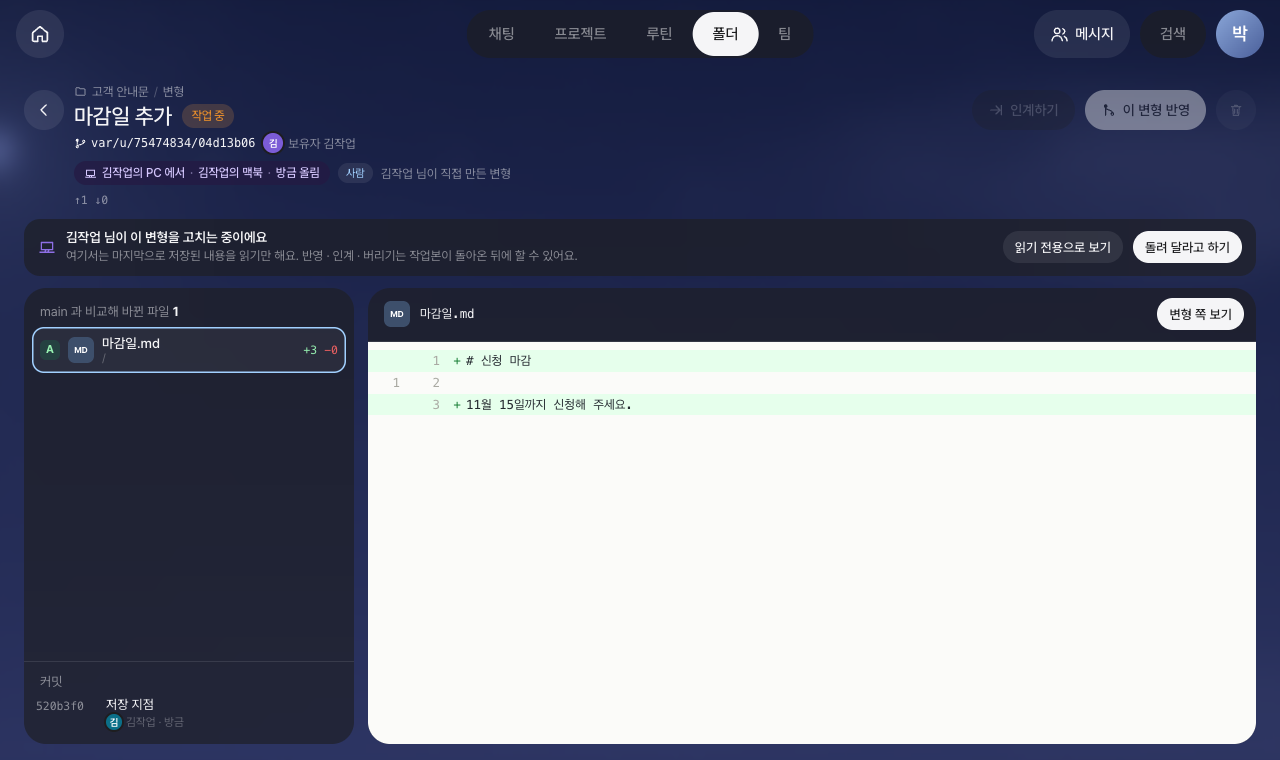 채팅
프로젝트
루틴
폴더
팀
메시지
검색
박
고객 안내문 / 변형
마감일 추가
작업 중
인계하기
이 변형 반영
var/u/75474834/04d13b06
김
보유자 김작업
김작업의 PC 에서 · 김작업의 맥북 · 방금 올림
사람
김작업 님이 직접 만든 변형
↑1 ↓0
김작업 님이 이 변형을 고치는 중이에요
여기서는 마지막으로 저장된 내용을 읽기만 해요. 반영 · 인계 · 버리기는 작업본이 돌아온 뒤에 할 수 있어요.
읽기 전용으로 보기
돌려 달라고 하기
main 과 비교해 바뀐 파일 1
A
MD
마감일.md
/
+3 −0
커밋
520b3f0
저장 지점
김
김작업 · 방금
MD
마감일.md
변형 쪽 보기
1 + # 신청 마감
1 2
3 + 11월 15일까지 신청해 주세요.